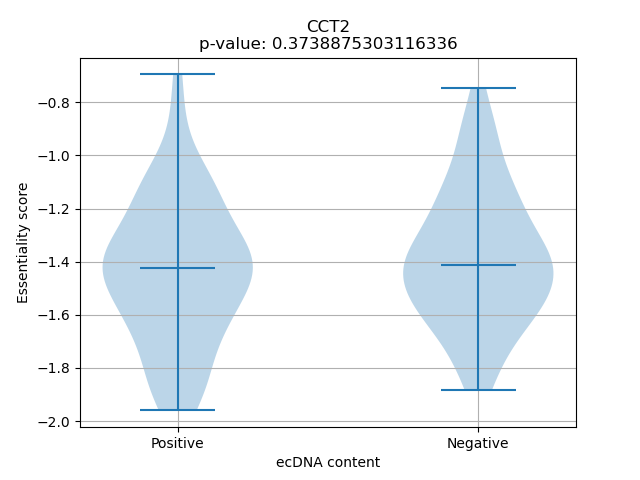 CCT2
p-value: 0.3738875303116336
Essentiality score
−0.8
−1.0
−1.2
−1.4
−1.6
−1.8
−2.0
Positive
Negative
ecDNA content